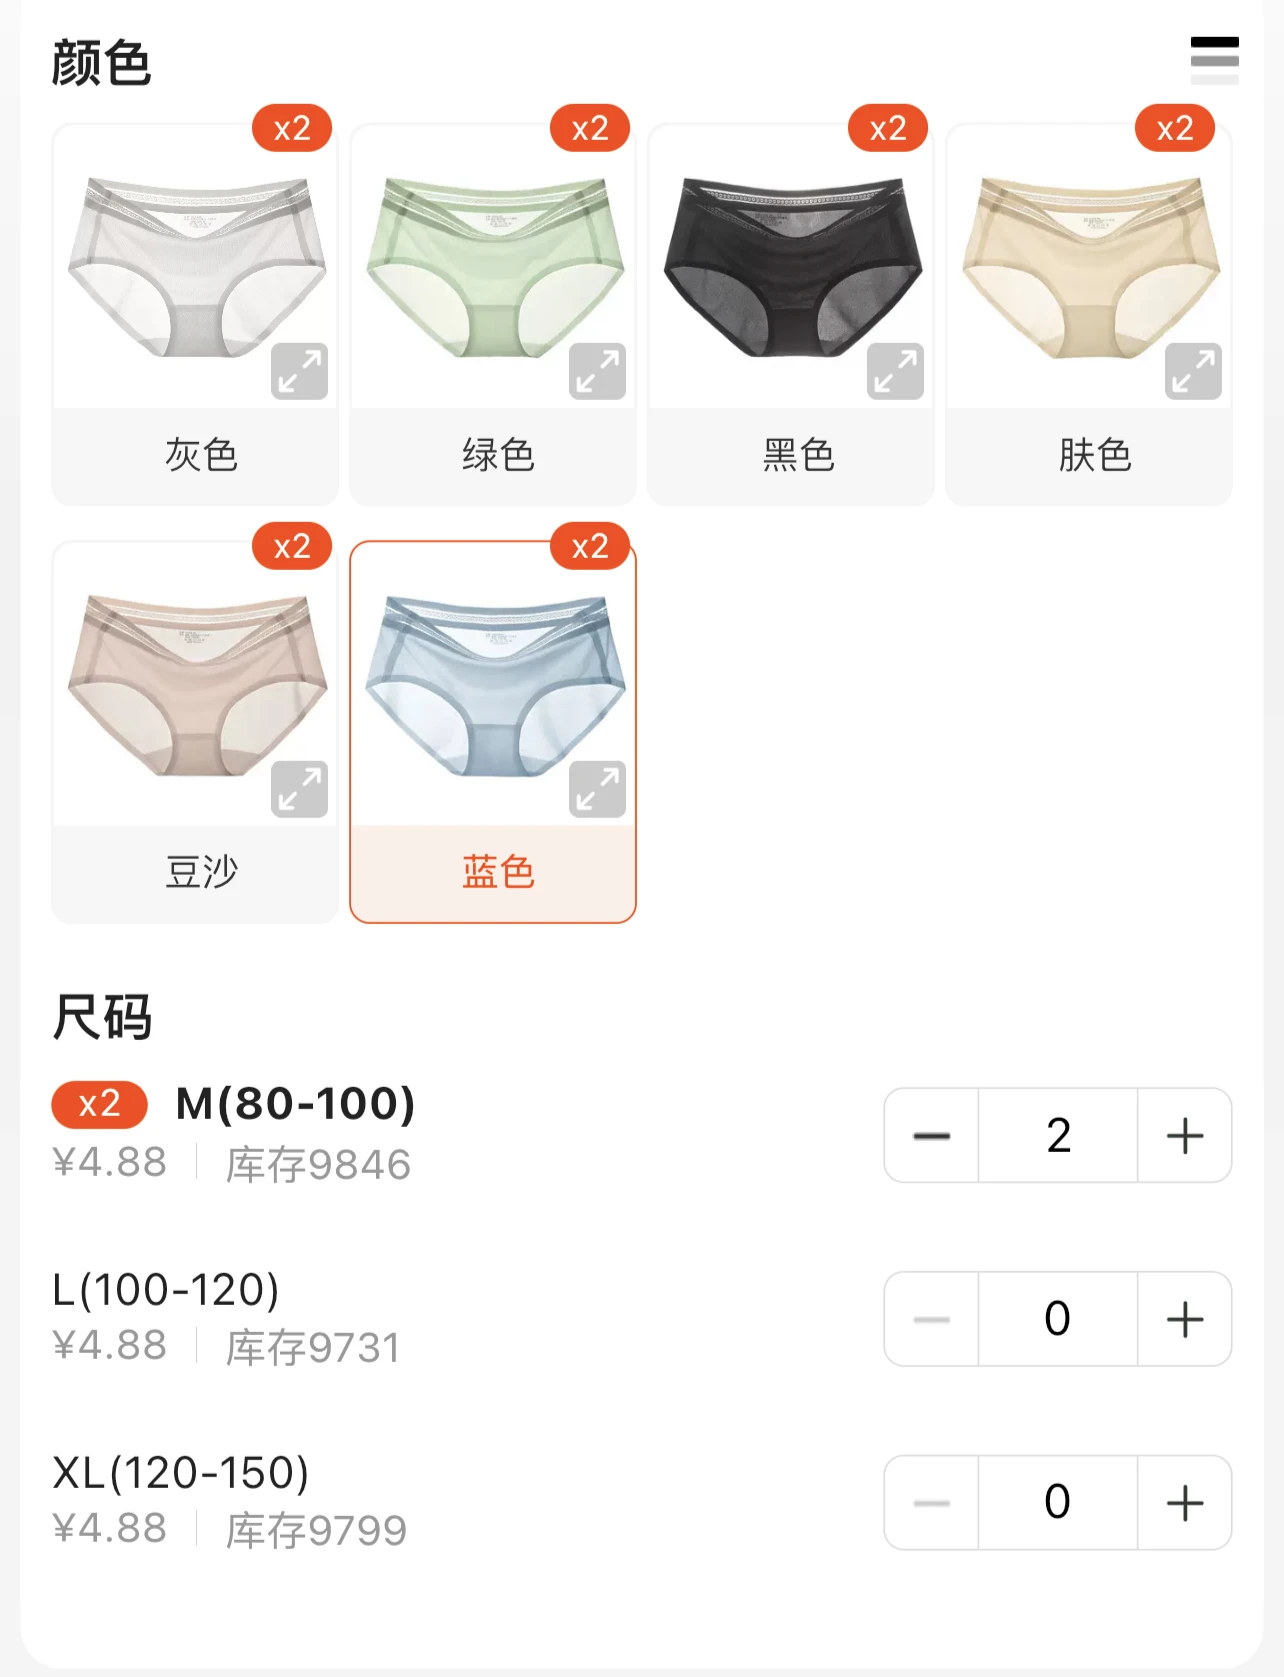 颜色
x2 x2 x2 x2
灰色 绿色 黑色 肤色
x2 x2
豆沙 蓝色
尺码
x2 M(80-100)
¥4.88 库存9846
2
L(100-120)
¥4.88 库存9731
0
XL(120-150)
¥4.88 库存9799
0